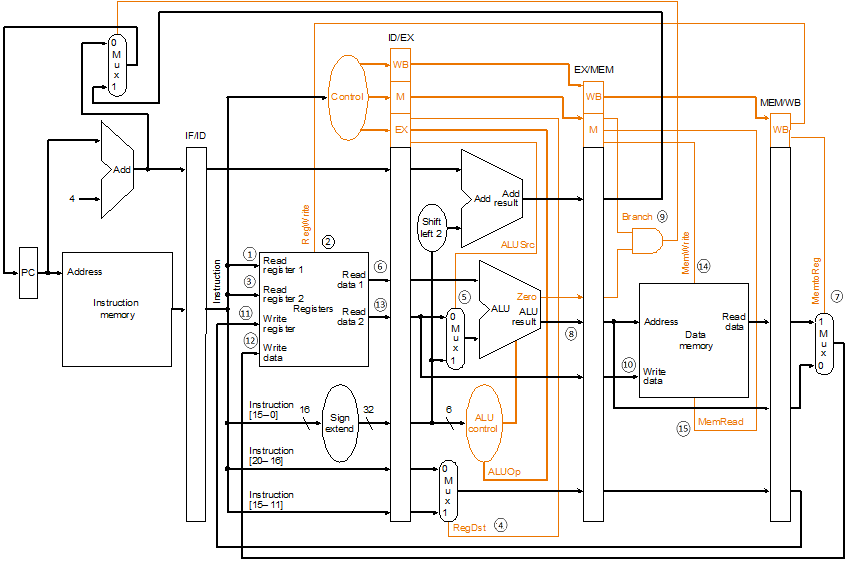 ID/EX
0
M
u
x
1
WB
EX/MEM
Control
M
WB
MEM/WB
IF/ID
EX
M
WB
Add
4
Add
Add
result
Shift
left 2
RegWrite
Branch
⑨
ALUSrc
MemWrite
①
②
Read
register 1
⑥
⑭
PC
Address
Instruction
memory
Instruction
③
Read
register 2
Registers
Read
data 1
⑪
Write
register
⑬
Read
data 2
⑫
Write
data
⑤
0
M
u
x
1
Zero
ALU
ALU
result
⑧
Address
Read
data
Data
memory
⑩
Write
data
MemtoReg
⑦
1
M
u
x
0
Instruction
[15–0]
16
Sign
extend
32
6
ALU
control
⑮
MemRead
Instruction
[20–16]
ALUOp
0
M
u
x
1
Instruction
[15–11]
RegDst
④